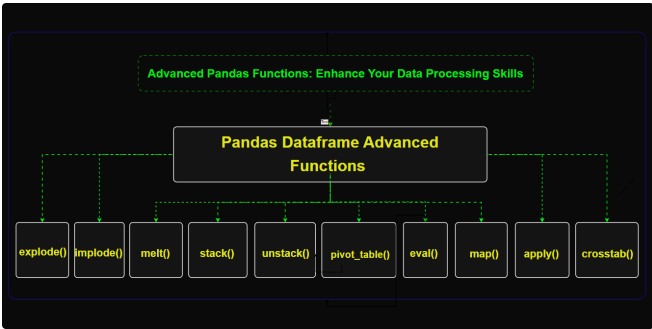 Advanced Pandas Functions: Enhance Your Data Processing Skills
Pandas Dataframe Advanced
Functions
explode()
implode()
melt()
stack()
unstack()
pivot_table()
eval()
map()
apply()
crosstab()